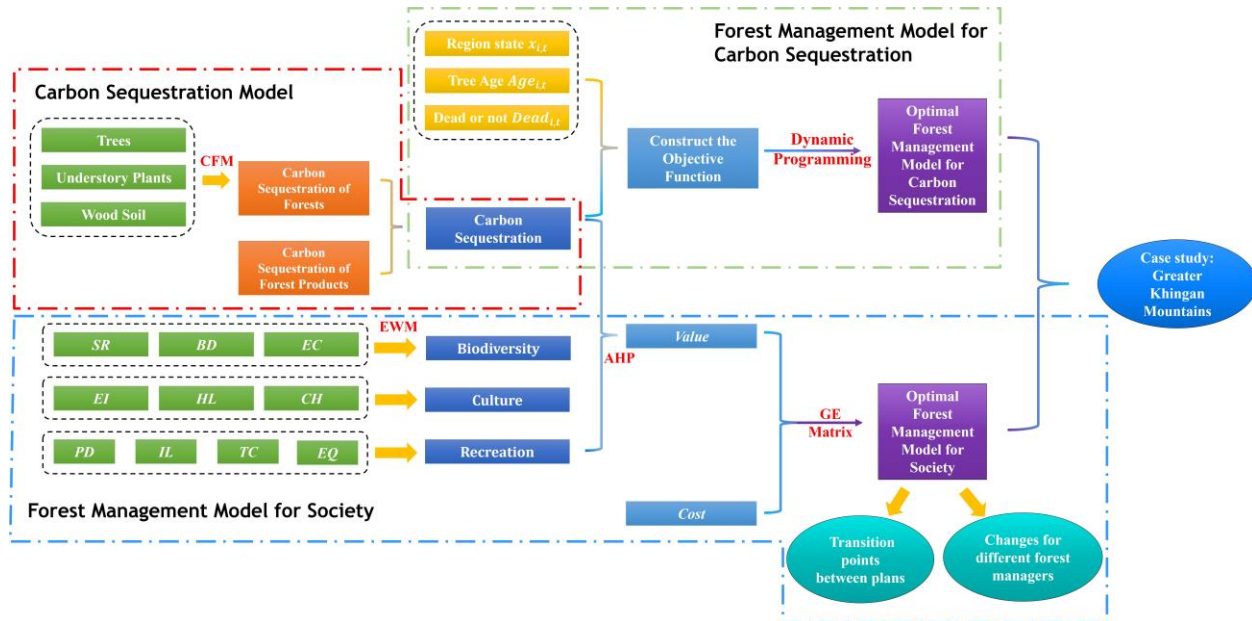 Forest Management Model for
Carbon Sequestration
Region state x_{i,t}
Tree Age Age_{i,t}
Dead or not Dead_{i,t}
Construct the
Objective
Function
Dynamic
Programming
Optimal
Forest
Management
Model for
Carbon
Sequestration
Carbon Sequestration Model
Trees
Understory Plants
Wood Soil
CFM
Carbon
Sequestration of
Forests
Carbon
Sequestration of
Forest Products
Carbon
Sequestration
Case study:
Greater
Khingan
Mountains
SR
BD
EC
EWM
Biodiversity
EI
HL
CH
Culture
PD
IL
TC
EQ
Recreation
AHP
Value
Cost
GE
Matrix
Optimal
Forest
Management
Model for
Society
Forest Management Model for Society
Transition
points
between plans
Changes for
different forest
managers